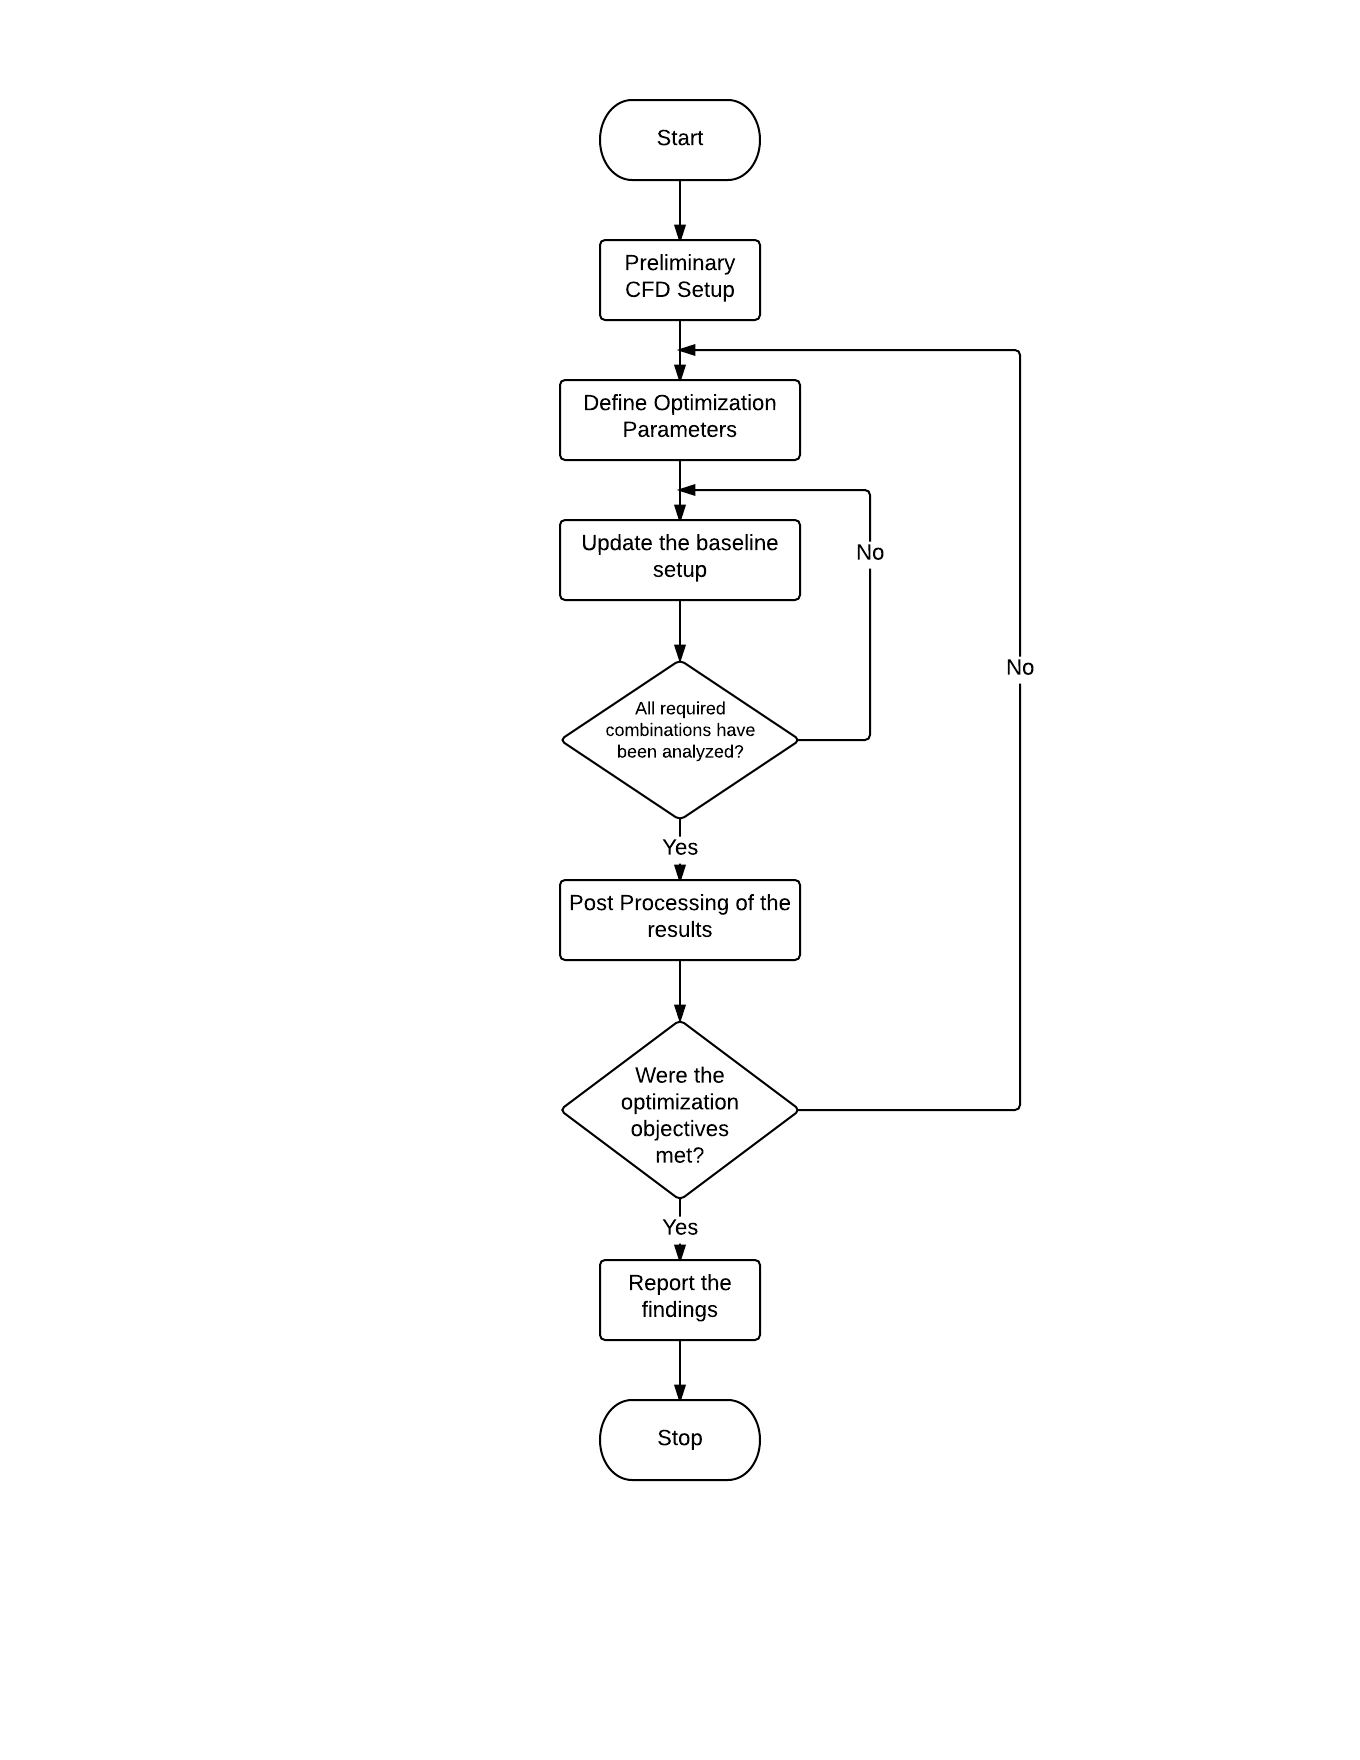 Start
Preliminary
CFD Setup
Define Optimization
Parameters
Update the baseline
setup
No
All required
combinations have
been analyzed?
No
Yes
Post Processing of the
results
Were the
optimization
objectives
met?
Yes
Report the
findings
Stop